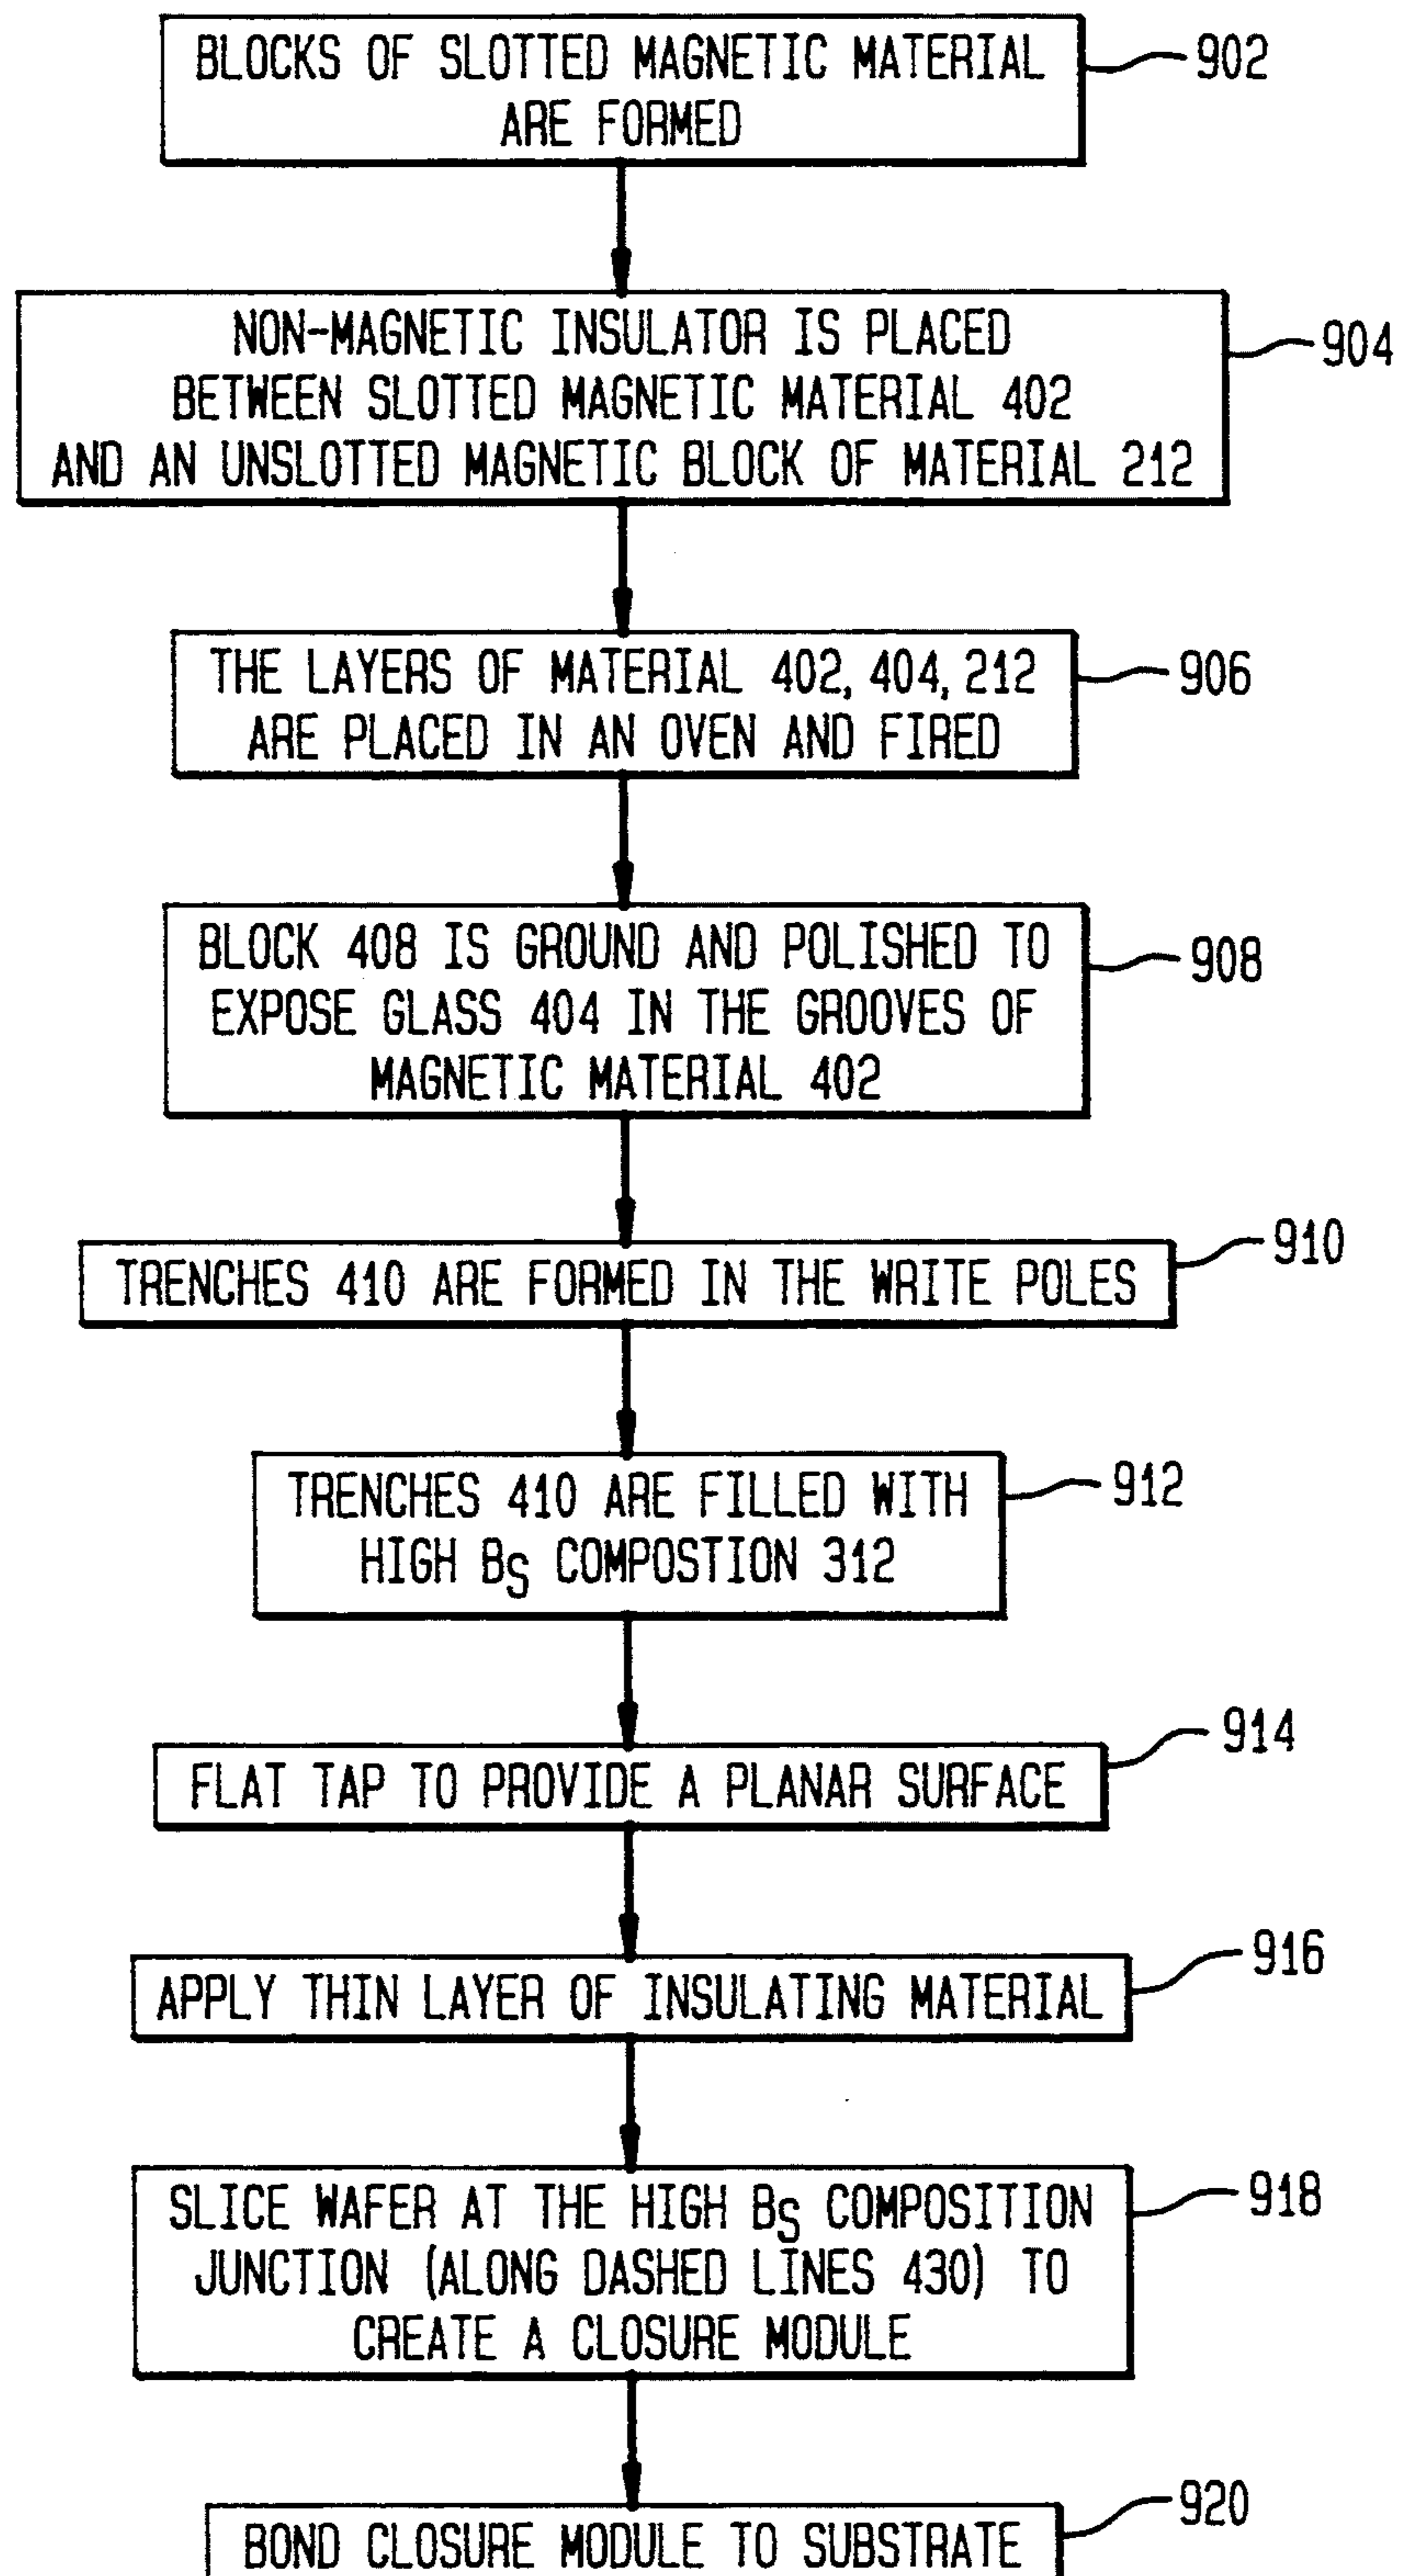 BLOCKS OF SLOTTED MAGNETIC MATERIAL
ARE FORMED
902
NON-MAGNETIC INSULATOR IS PLACED
BETWEEN SLOTTED MAGNETIC MATERIAL 402
AND AN UNSLOTTED MAGNETIC BLOCK OF MATERIAL 212
904
THE LAYERS OF MATERIAL 402, 404, 212
ARE PLACED IN AN OVEN AND FIRED
906
BLOCK 408 IS GROUND AND POLISHED TO
EXPOSE GLASS 404 IN THE GROOVES OF
MAGNETIC MATERIAL 402
908
TRENCHES 410 ARE FORMED IN THE WRITE POLES
910
TRENCHES 410 ARE FILLED WITH
HIGH BS COMPOSTION 312
912
FLAT TAP TO PROVIDE A PLANAR SURFACE
914
APPLY THIN LAYER OF INSULATING MATERIAL
916
SLICE WAFER AT THE HIGH BS COMPOSITION
JUNCTION (ALONG DASHED LINES 430) TO
CREATE A CLOSURE MODULE
918
BOND CLOSURE MODULE TO SUBSTRATE
920